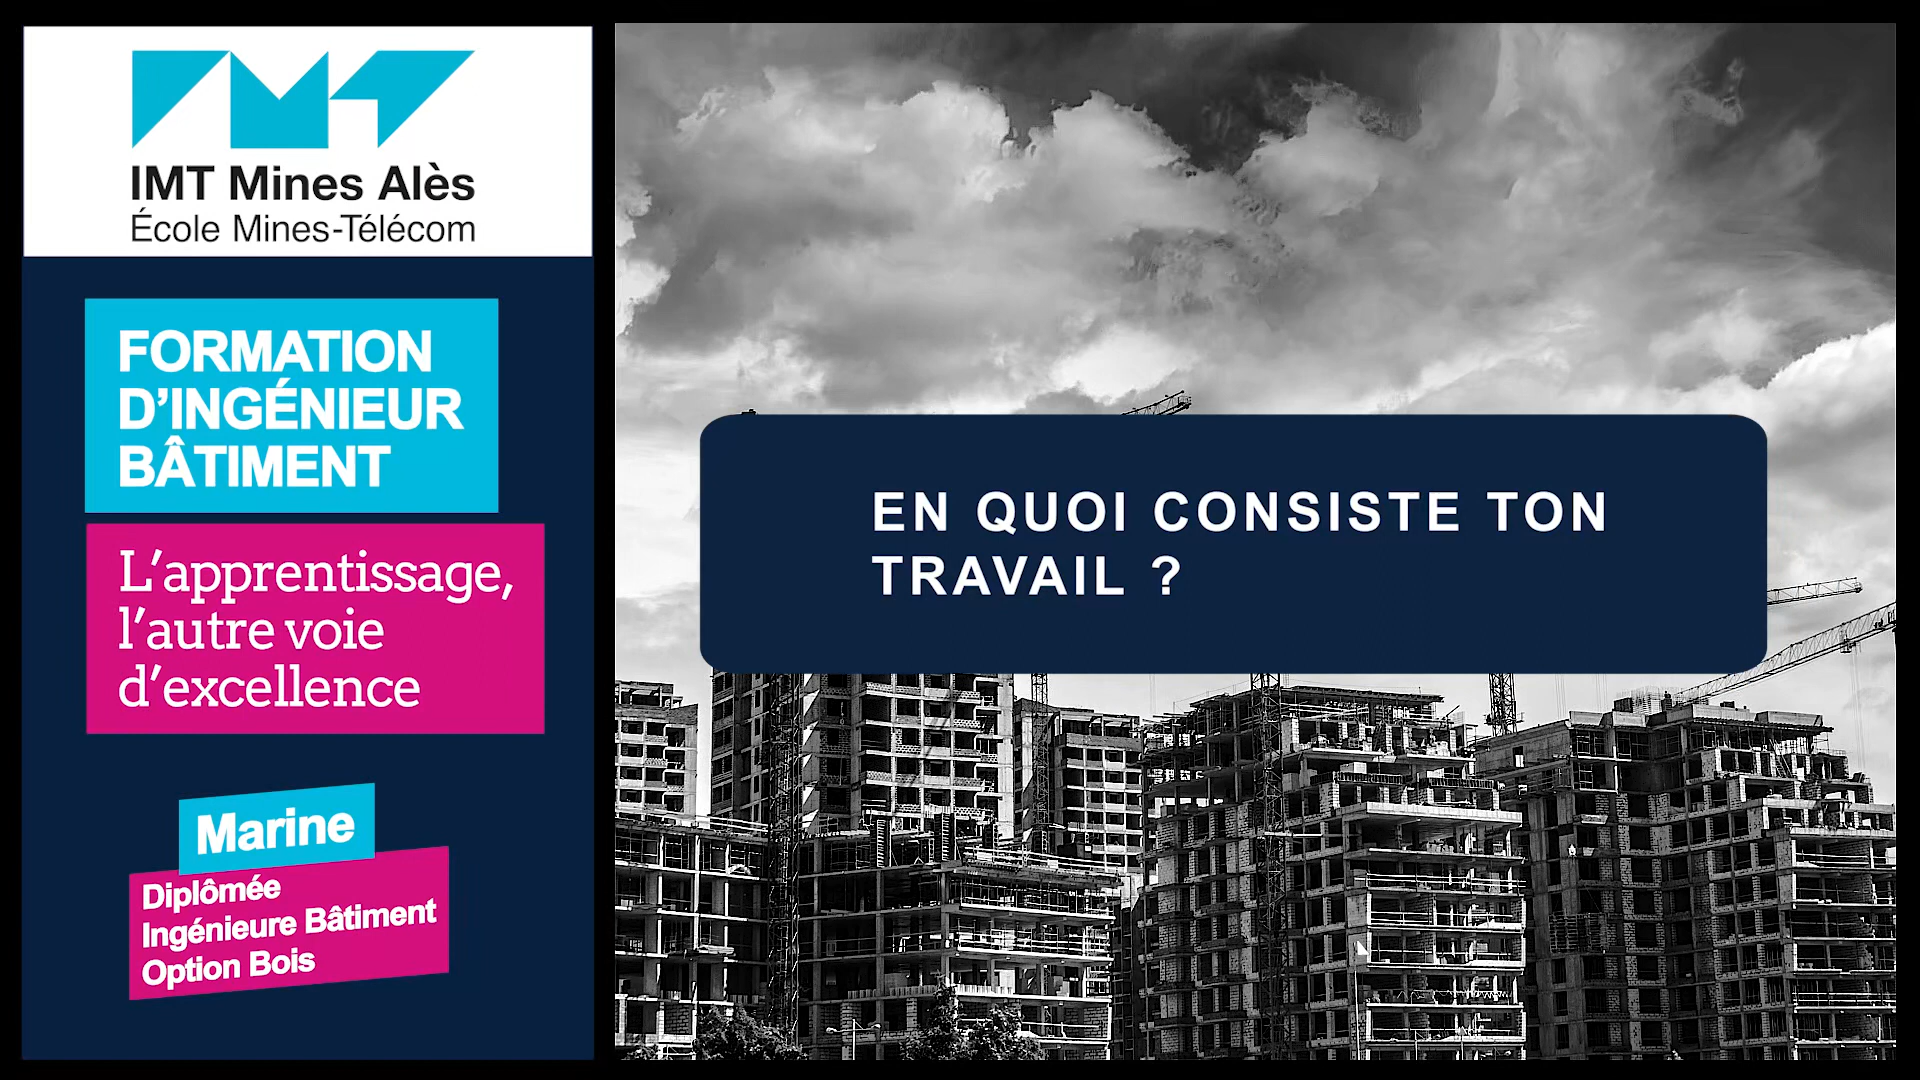 IMT Mines Alès
École Mines-Télécom
FORMATION
D’INGÉNIEUR
BÂTIMENT
L’apprentissage,
l’autre voie
d’excellence
Marine
Diplômée
Ingénieure Bâtiment
Option Bois
EN QUOI CONSISTE TON
TRAVAIL ?